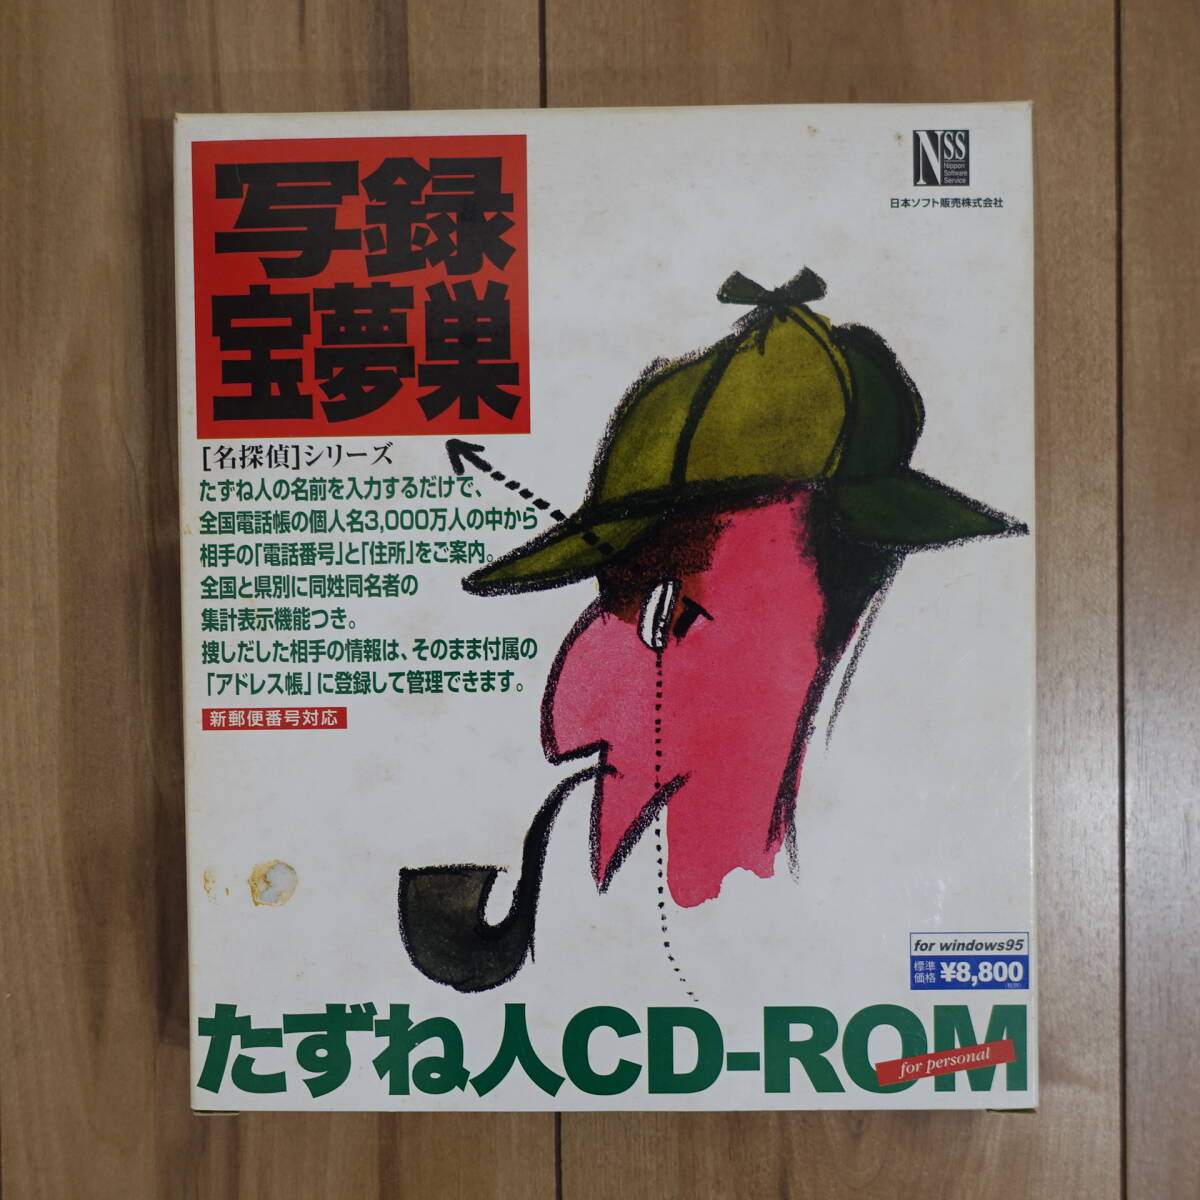 写録
宝夢巣
NSS
Nippon
Software
Service
日本ソフト販売株式会社
[名探偵]シリーズ
たずね人の名前を入力するだけで、
全国電話帳の個人名3,000万人の中から
相手の「電話番号」と「住所」をご案内。
全国と県別に同姓同名者の
集計表示機能つき。
捜しだした相手の情報は、そのまま付属の
「アドレス帳」に登録して管理できます。
新郵便番号対応
for windows95
標準
価格
¥8,800
(税別)
たずね人CD-ROM
for personal